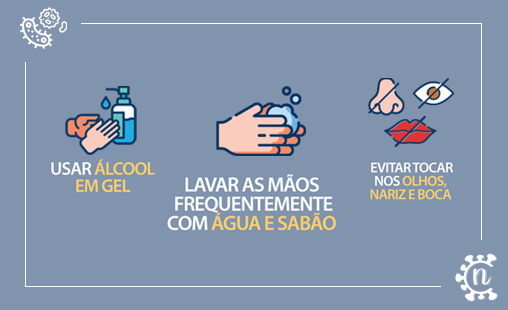 USAR ÁLCOOL
EM GEL
LAVAR AS MÃOS
FREQUENTEMENTE
COM ÁGUA E SABÃO
EVITAR TOCAR
NOS OLHOS,
NARIZ E BOCA
n